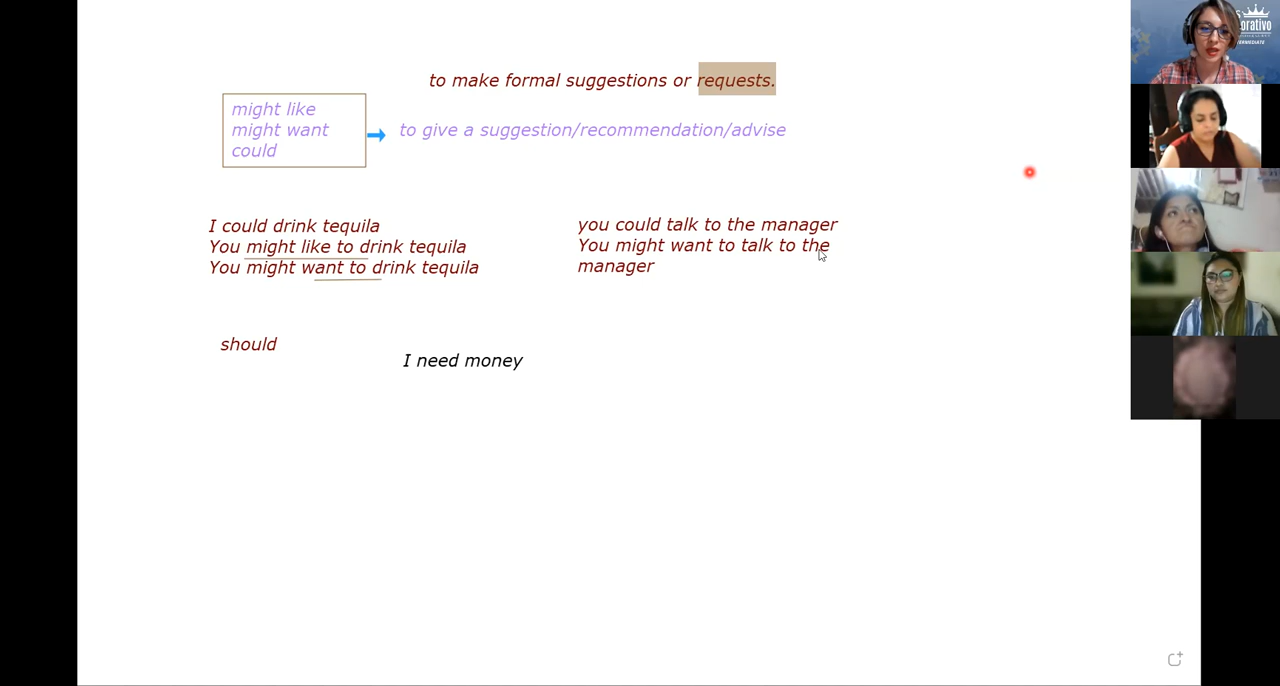 to make formal suggestions or requests.
might like
might want
could
to give a suggestion/recommendation/advise
I could drink tequila
You might like to drink tequila
You might want to drink tequila
you could talk to the manager
You might want to talk to the
manager
should
I need money
orativo